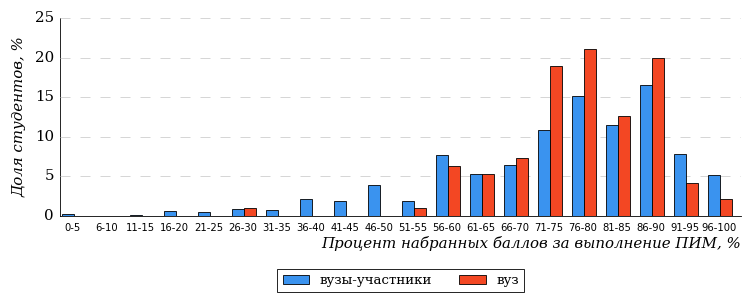 Доля студентов, %
25
20
15
10
5
0
0-5 6-10 11-15 16-20 21-25 26-30 31-35 36-40 41-45 46-50 51-55 56-60 61-65 66-70 71-75 76-80 81-85 86-90 91-95 96-100
Процент набранных баллов за выполнение ПИМ, %
вузы-участники вуз